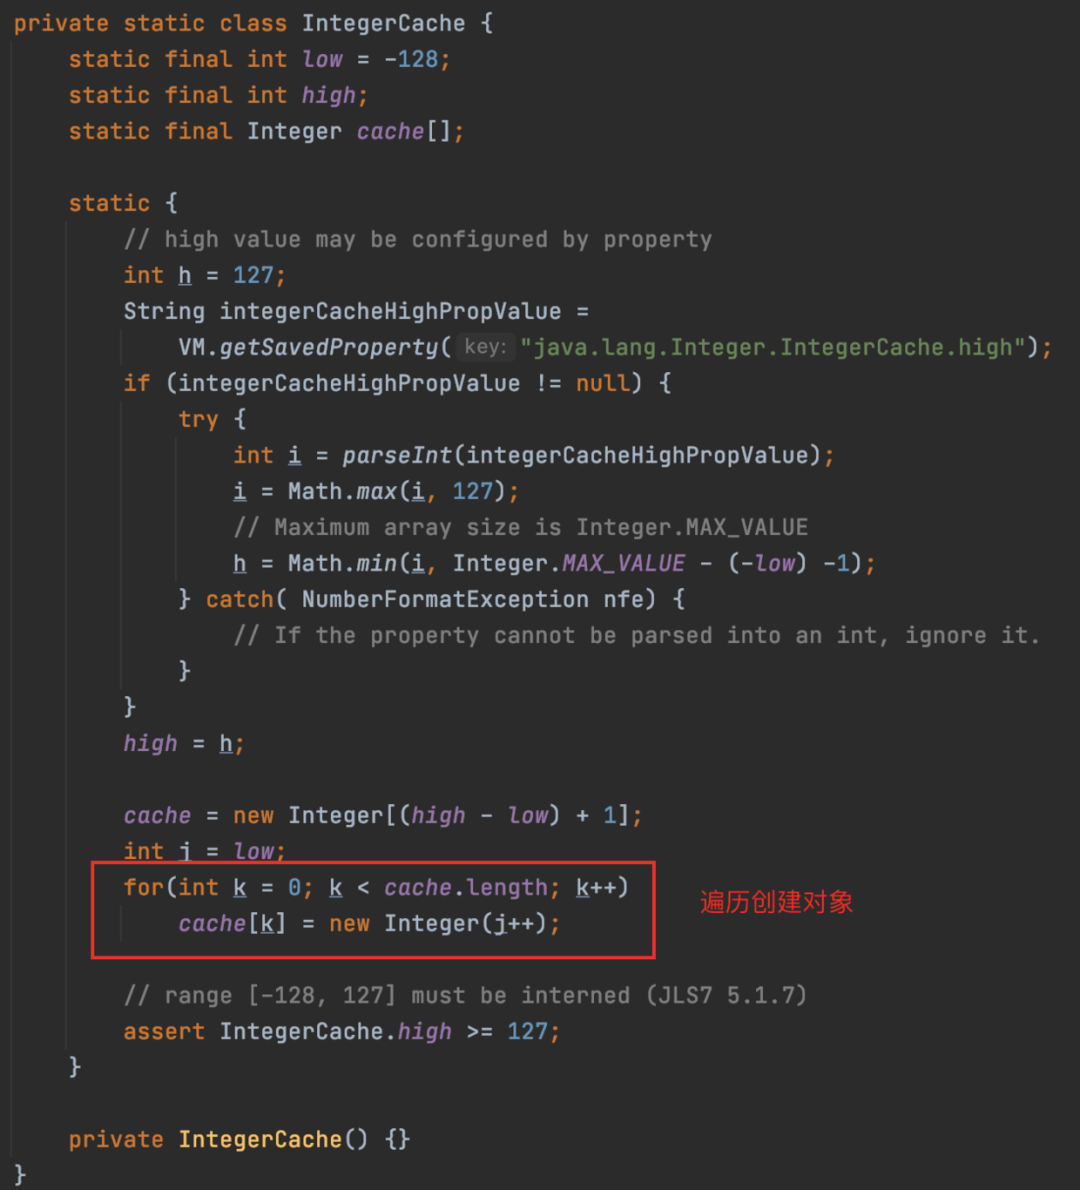 private static class IntegerCache {
static final int low = -128;
static final int high;
static final Integer cache[];
static {
// high value may be configured by property
int h = 127;
String integerCacheHighPropValue =
VM.getSavedProperty( key: "java.lang.Integer.IntegerCache.high");
if (integerCacheHighPropValue != null) {
try {
int i = parseInt(integerCacheHighPropValue);
i = Math.max(i, 127);
// Maximum array size is Integer.MAX_VALUE
h = Math.min(i, Integer.MAX_VALUE - (-low) -1);
} catch( NumberFormatException nfe) {
// If the property cannot be parsed into an int, ignore it.
}
}
high = h;
cache = new Integer[(high - low) + 1];
int j = low;
for(int k = 0; k < cache.length; k++)
遍历创建对象
cache[k] = new Integer(j++);
// range [-128, 127] must be interned (JLS7 5.1.7)
assert IntegerCache.high >= 127;
}
private IntegerCache() {}
}